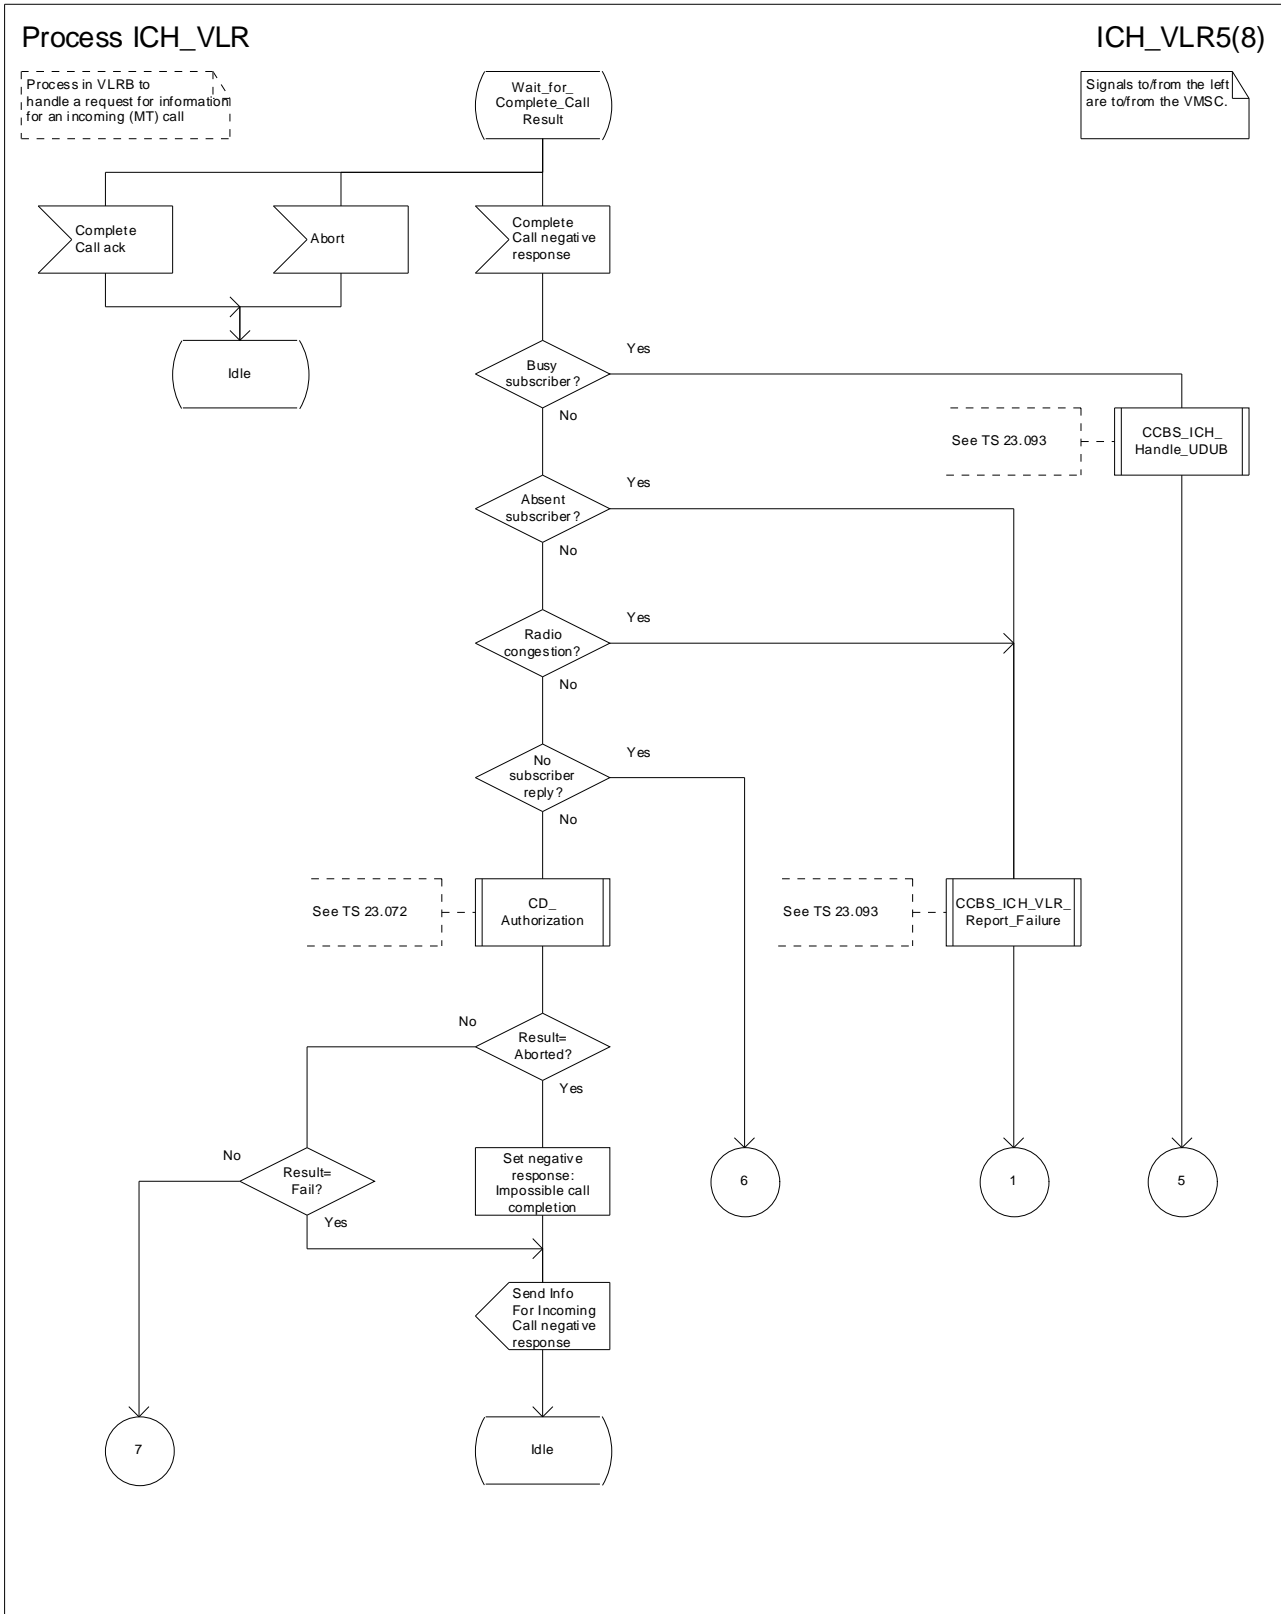 Process ICH_VLR
ICH_VLR5(8)
Process in VLRB to
handle a request for information
for an incoming (MT) call
Wait_for_
Complete_Call
Result
Signals to/from the left
are to/from the VMSC.
Complete
Call ack
Abort
Complete
Call negative
response
Idle
Busy
subscriber?
Yes
No
See TS 23.093
CCBS_ICH_
Handle_UDUB
Absent
subscriber?
Yes
No
Radio
congestion?
Yes
No
No
subscriber
reply?
Yes
No
See TS 23.072
CD_
Authorization
See TS 23.093
CCBS_ICH_VLR_
Report_Failure
No
Result=
Aborted?
Yes
No
Result=
Fail?
Yes
Set negative
response:
Impossible call
completion
6
1
5
Send Info
For Incoming
Call negative
response
7
Idle